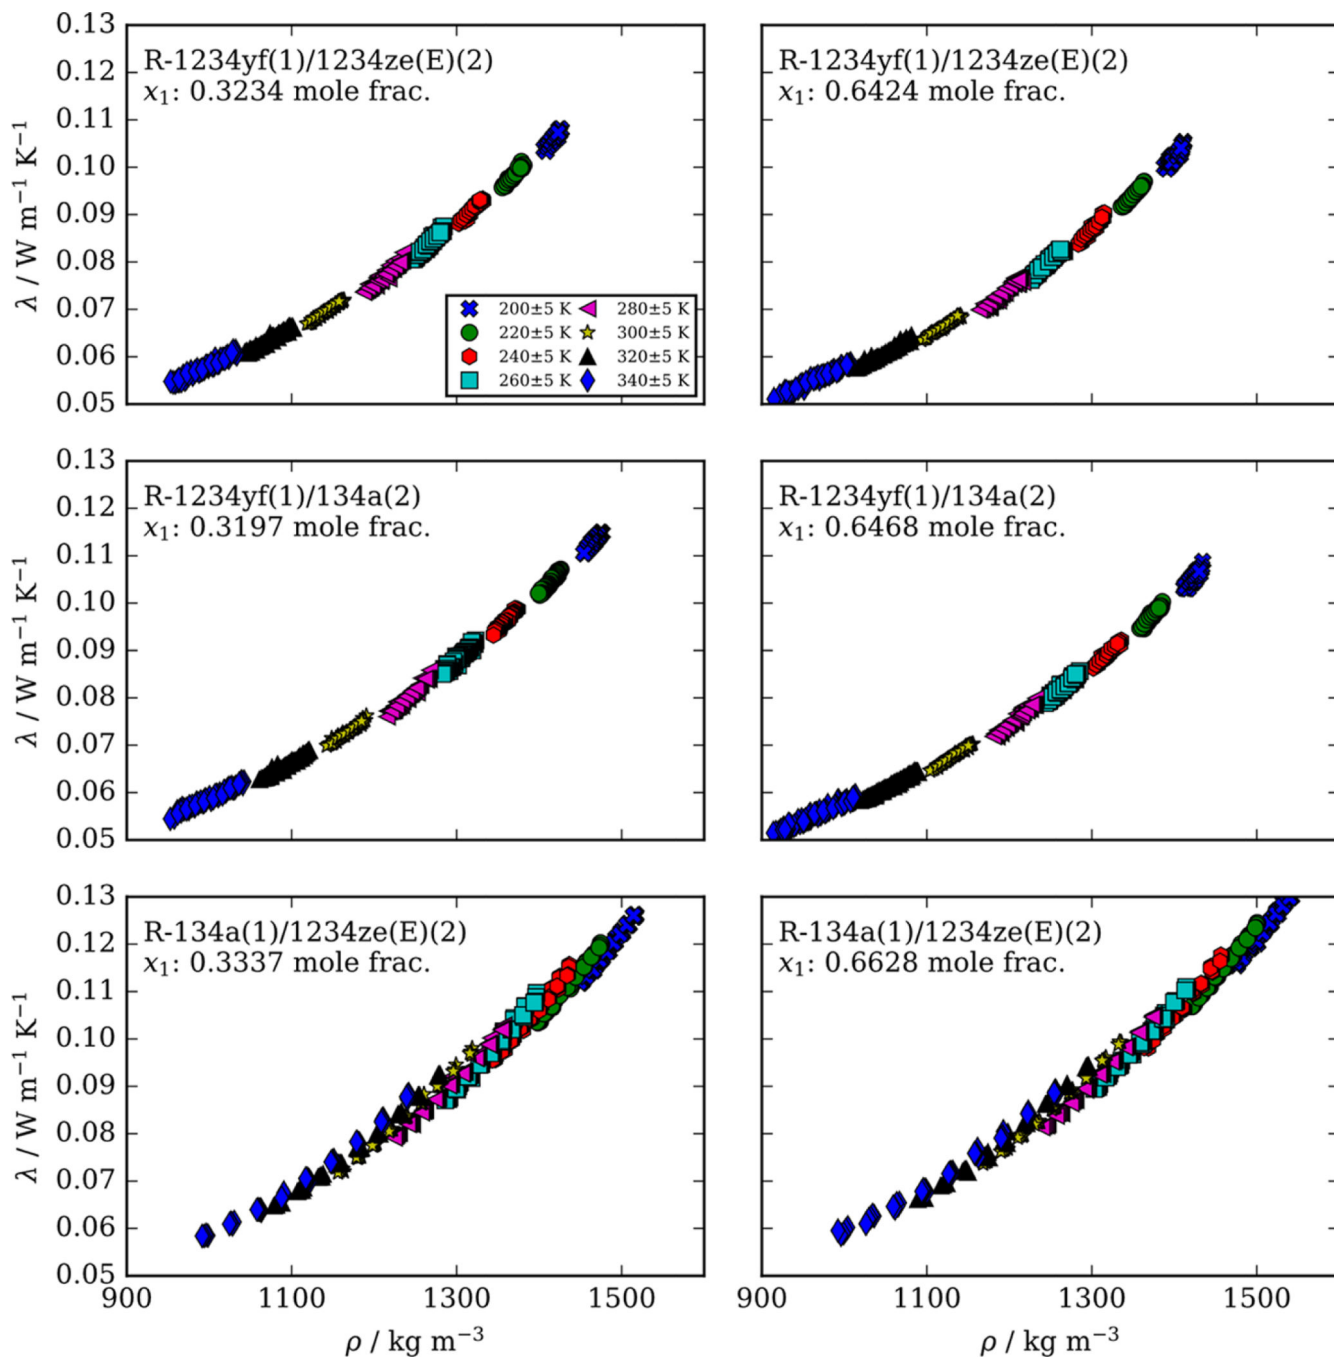 0.13
0.12
0.11
0.10
0.09
0.08
0.07
0.06
0.05
λ / W m⁻¹ K⁻¹
R-1234yf(1)/1234ze(E)(2)
x₁: 0.3234 mole frac.
200±5 K
220±5 K
240±5 K
260±5 K
280±5 K
300±5 K
320±5 K
340±5 K
R-1234yf(1)/1234ze(E)(2)
x₁: 0.6424 mole frac.
0.13
0.12
0.11
0.10
0.09
0.08
0.07
0.06
0.05
λ / W m⁻¹ K⁻¹
R-1234yf(1)/134a(2)
x₁: 0.3197 mole frac.
R-1234yf(1)/134a(2)
x₁: 0.6468 mole frac.
0.13
0.12
0.11
0.10
0.09
0.08
0.07
0.06
0.05
λ / W m⁻¹ K⁻¹
R-134a(1)/1234ze(E)(2)
x₁: 0.3337 mole frac.
900 1100 1300 1500
ρ / kg m⁻³
R-134a(1)/1234ze(E)(2)
x₁: 0.6628 mole frac.
900 1100 1300 1500
ρ / kg m⁻³